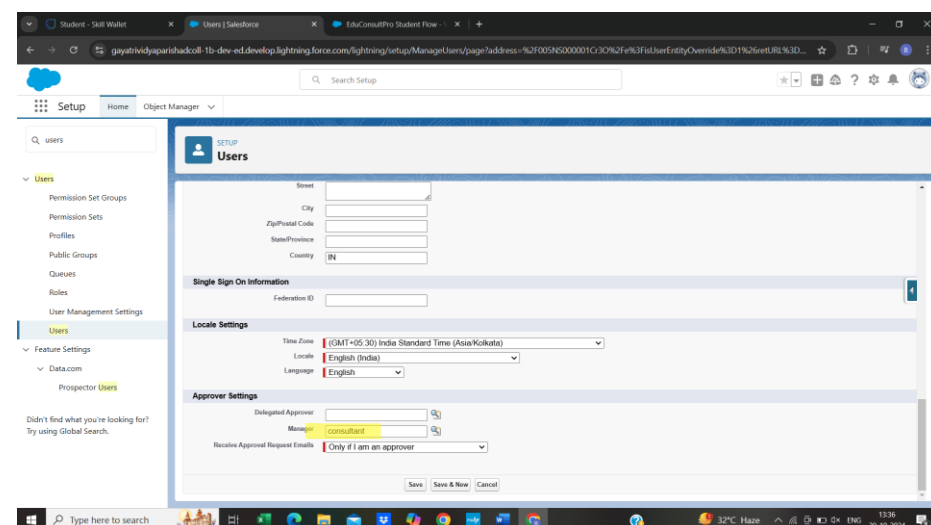 Student - Skill Wallet
Users | Salesforce
EduConsultPro Student Flow -
gayatrividyaparishadcoll-1b-dev-ed.develop.lightning.force.com/lightning/setup/ManageUsers/page?address=%2F005NS000001Cr3O%2Fe%3FisUserEntityOverride%3D1%26retURL%3D...
Search Setup
Setup
Home
Object Manager
users
SETUP
Users
Users
Permission Set Groups
Permission Sets
Profiles
Public Groups
Queues
Roles
User Management Settings
Users
Feature Settings
Data.com
Prospector Users
Didn't find what you're looking for?
Try using Global Search.
Street
City
Zip/Postal Code
State/Province
Country IN
Single Sign On Information
Federation ID
Locale Settings
Time Zone (GMT+05:30) India Standard Time (Asia/Kolkata)
Locale English (India)
Language English
Approver Settings
Delegated Approver
Manager consultant
Receive Approval Request Emails Only if I am an approver
Save Save & New Cancel
Type here to search
32°C Haze
ENG
13:36